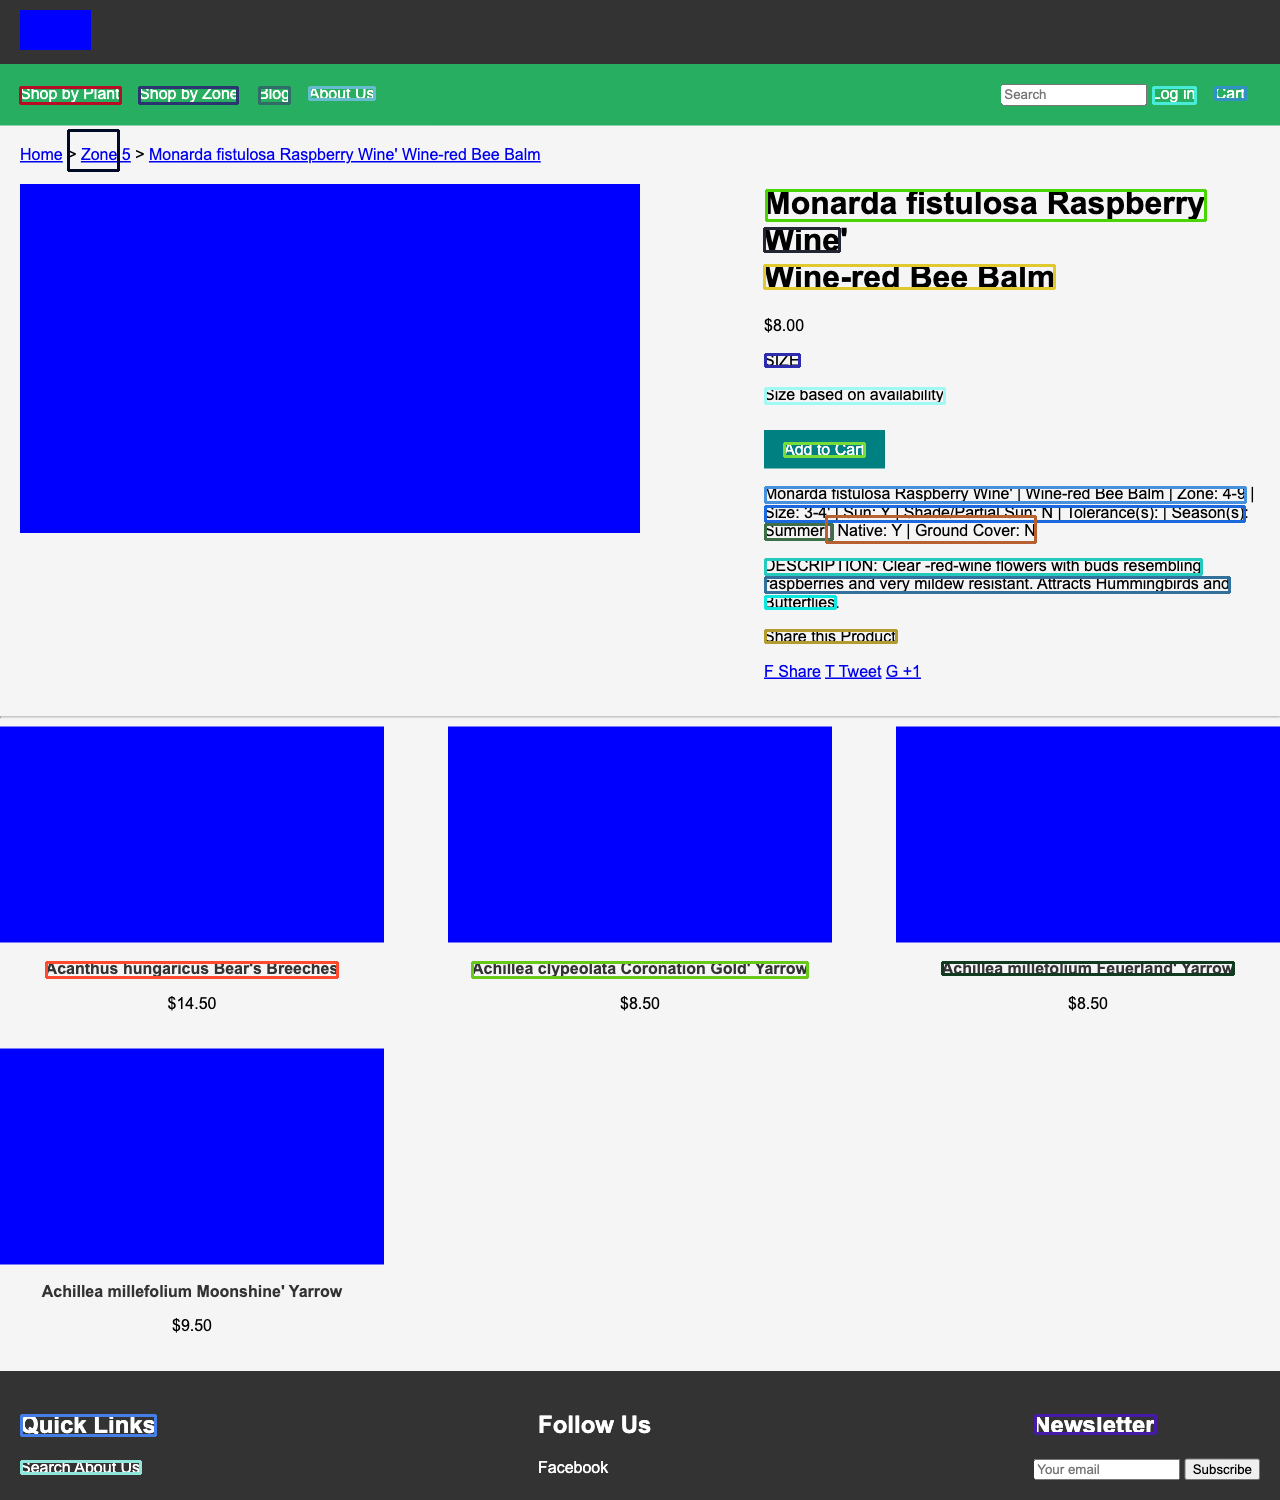 Shop by Plant Shop by Zone Blog About Us Search Log in Cart
Home > Zone 5 > Monarda fistulosa Raspberry Wine' Wine-red Bee Balm
Monarda fistulosa Raspberry
Wine'
Wine-red Bee Balm
$8.00
SIZE
Size based on availability
Add to Cart
Monarda fistulosa Raspberry Wine' | Wine-red Bee Balm | Zone: 4-9 |
Size: 3-4' | Sun: Y | Shade/Partial Sun: N | Tolerance(s): | Season(s):
Summer | Native: Y | Ground Cover: N
DESCRIPTION: Clear -red-wine flowers with buds resembling
raspberries and very mildew resistant. Attracts Hummingbirds and
Butterflies.
Share this Product
F Share T Tweet G +1
Acanthus hungaricus Bear's Breeches
$14.50
Achillea clypeolata Coronation Gold' Yarrow
$8.50
Achillea millefolium Feuerland' Yarrow
$8.50
Achillea millefolium Moonshine' Yarrow
$9.50
Quick Links
Search About Us
Follow Us
Facebook
Newsletter
Your email Subscribe